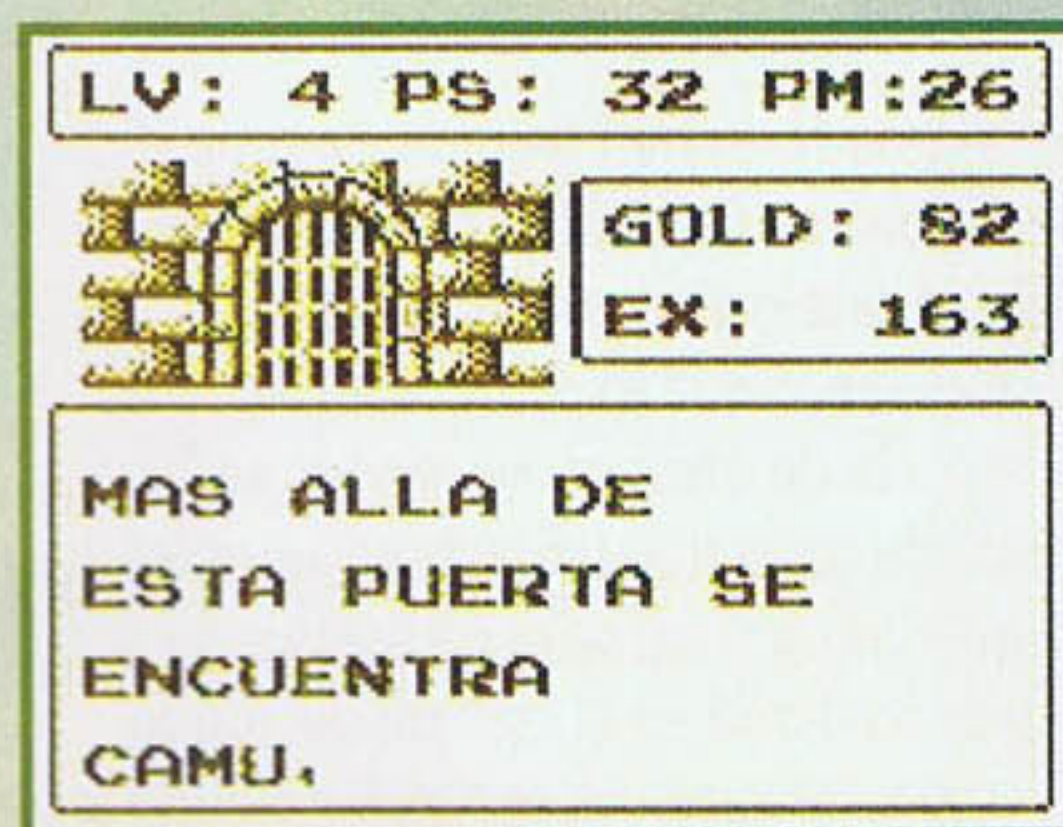 LV: 4 PS: 32 PM:26
GOLD: 82
EX: 163
MAS ALLA DE
ESTA PUERTA SE
ENCUENTRA
CAMU.